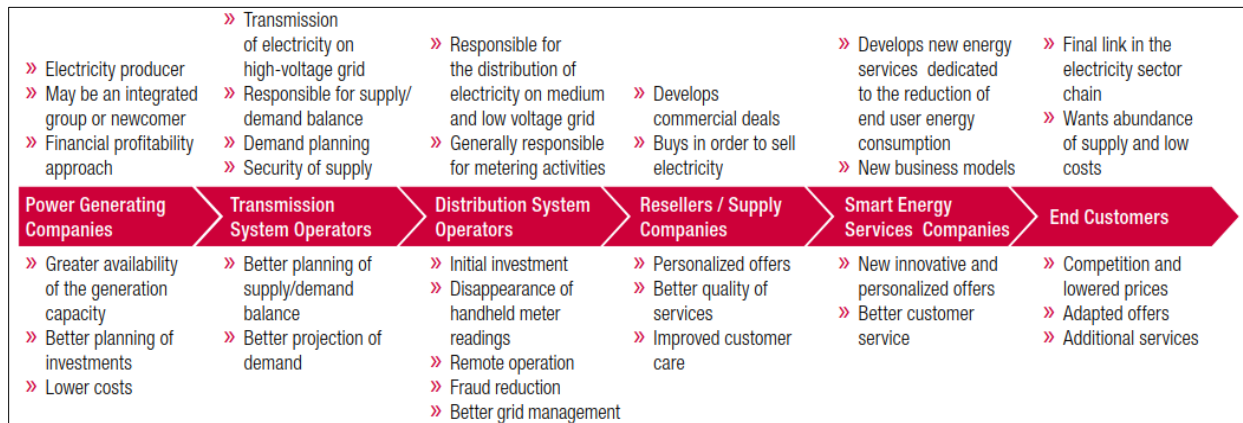 » Electricity producer
» May be an integrated
group or newcomer
» Financial profitability
approach
» Transmission
of electricity on
high-voltage grid
» Responsible for supply/
demand balance
» Demand planning
» Security of supply
» Responsible for
the distribution of
electricity on medium
and low voltage grid
» Generally responsible
for metering activities
» Develops
commercial deals
» Buys in order to sell
electricity
» Develops new energy
services dedicated
to the reduction of
end user energy
consumption
» New business models
» Final link in the
electricity sector
chain
» Wants abundance
of supply and low
costs
Power Generating
Companies
Transmission
System Operators
Distribution System
Operators
Resellers / Supply
Companies
Smart Energy
Services Companies
End Customers
» Greater availability
of the generation
capacity
» Better planning of
investments
» Lower costs
» Better planning of
supply/demand
balance
» Better projection of
demand
» Initial investment
» Disappearance of
handheld meter
readings
» Remote operation
» Fraud reduction
» Better grid management
» Personalized offers
» Better quality of
services
» Improved customer
care
» New innovative and
personalized offers
» Better customer
service
» Competition and
lowered prices
» Adapted offers
» Additional services